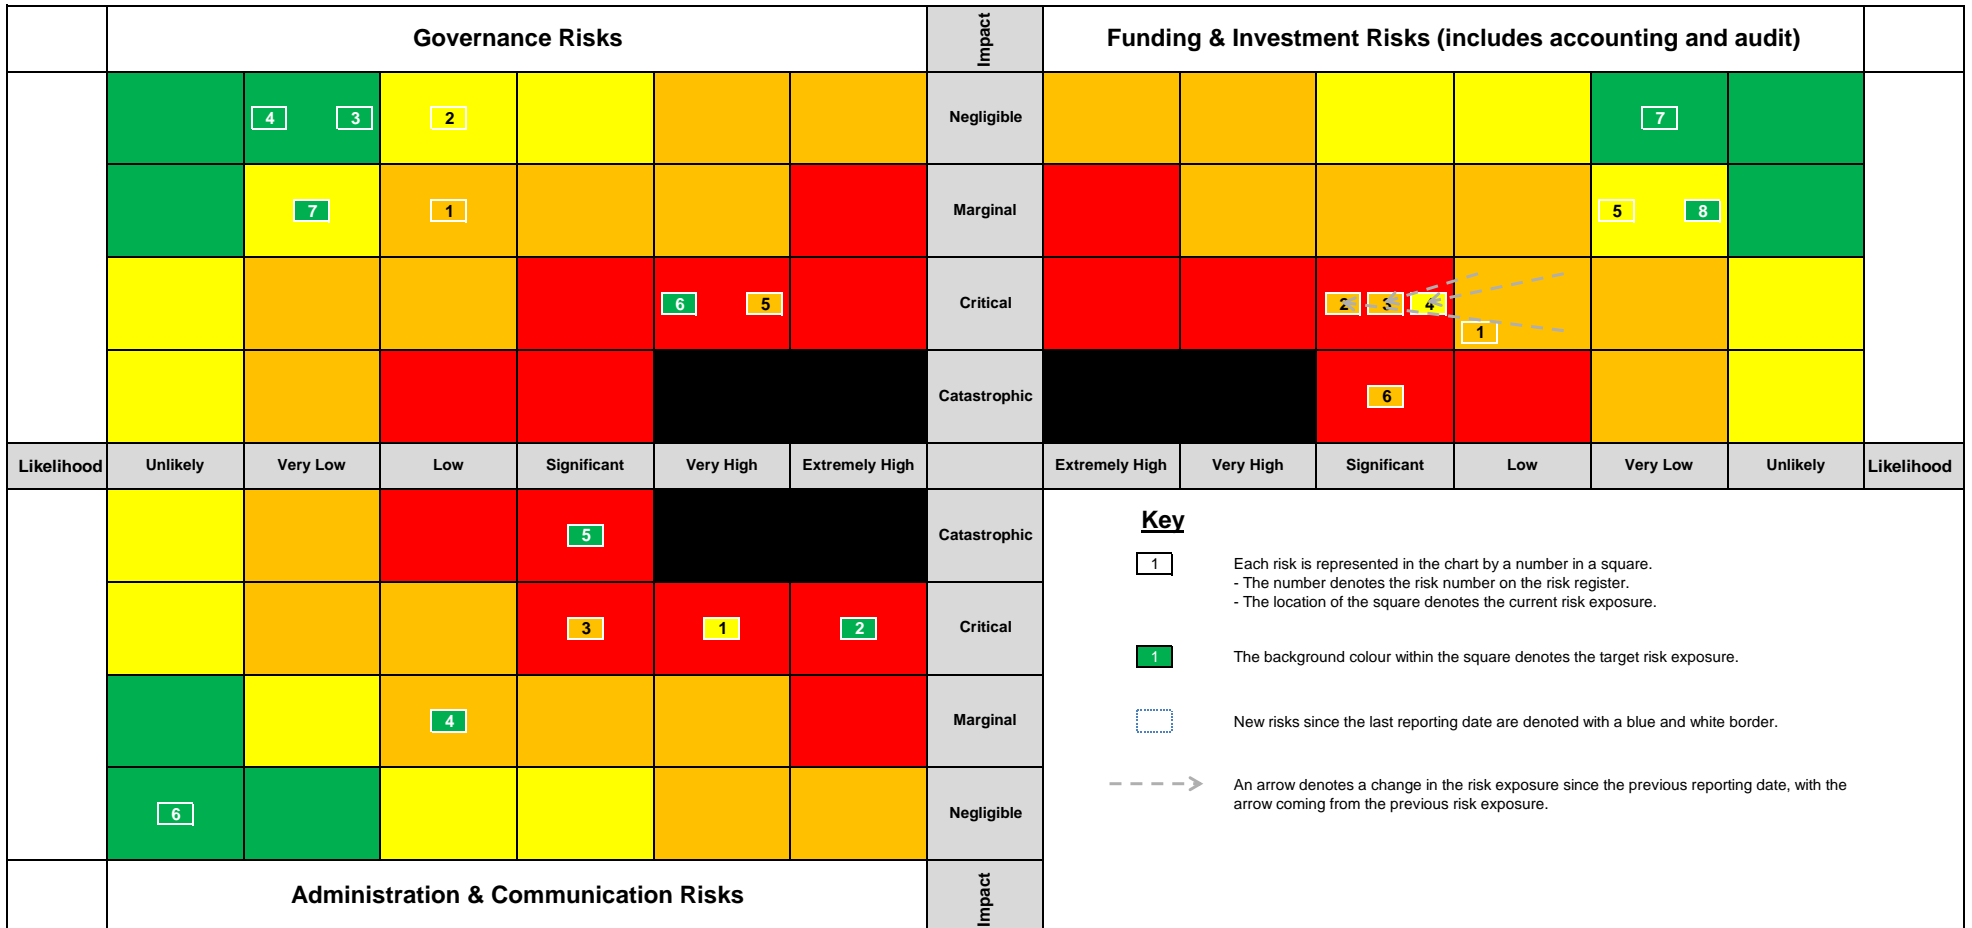 Governance Risks
Impact
Funding & Investment Risks (includes accounting and audit)
4 3 2
Negligible
7
7 1
Marginal
5 8
6 5
Critical
2 3 4
1
Catastrophic
6
Likelihood Unlikely Very Low Low Significant Very High Extremely High
Extremely High Very High Significant Low Very Low Unlikely Likelihood
5
Catastrophic
3 1 2
Critical
4
Marginal
6
Negligible
Administration & Communication Risks
Impact
Key
1
Each risk is represented in the chart by a number in a square.
- The number denotes the risk number on the risk register.
- The location of the square denotes the current risk exposure.
1
The background colour within the square denotes the target risk exposure.
New risks since the last reporting date are denoted with a blue and white border.
An arrow denotes a change in the risk exposure since the previous reporting date, with the
arrow coming from the previous risk exposure.